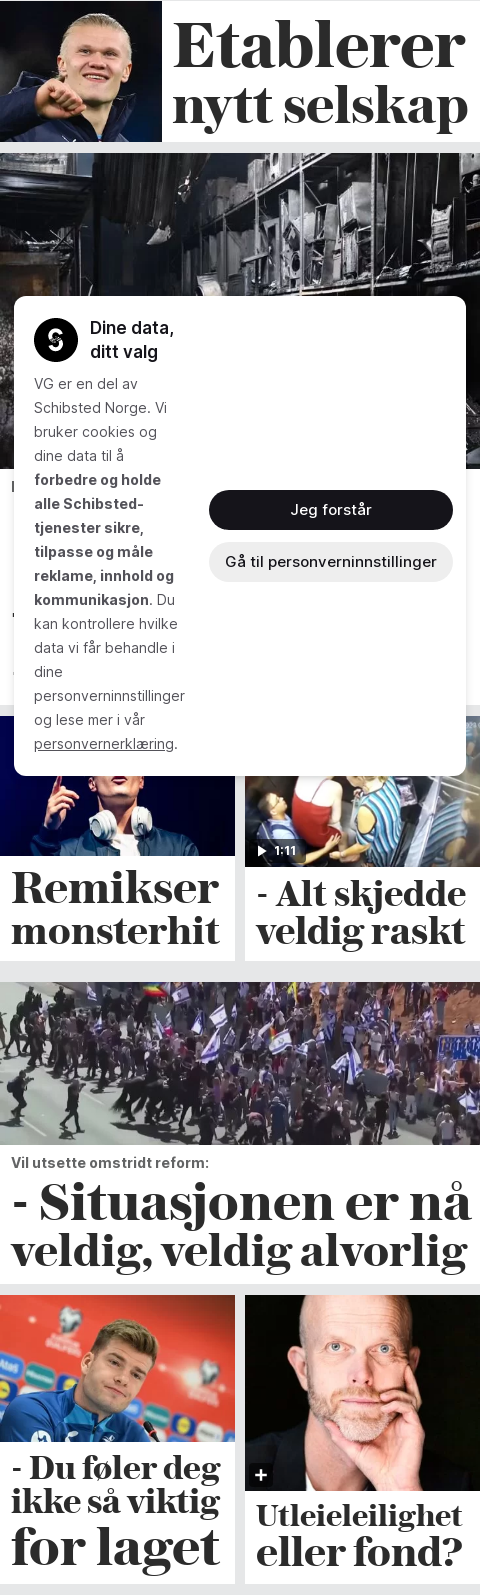 Etablerer
nytt selskap
Dine data,
ditt valg
VG er en del av
Schibsted Norge. Vi
bruker cookies og
dine data til å
forbedre og holde
alle Schibsted-
tjenester sikre,
tilpasse og måle
reklame, innhold og
kommunikasjon. Du
kan kontrollere hvilke
data vi får behandle i
dine
personverninnstillinger
og lese mer i vår
personvernerklæring.
Jeg forstår
Gå til personverninnstillinger
1:11
Remikser
monsterhit
- Alt skjedde
veldig raskt
Vil utsette omstridt reform:
- Situasjonen er nå
veldig, veldig alvorlig
- Du føler deg
ikke så viktig
for laget
Utleieleilighet
eller fond?